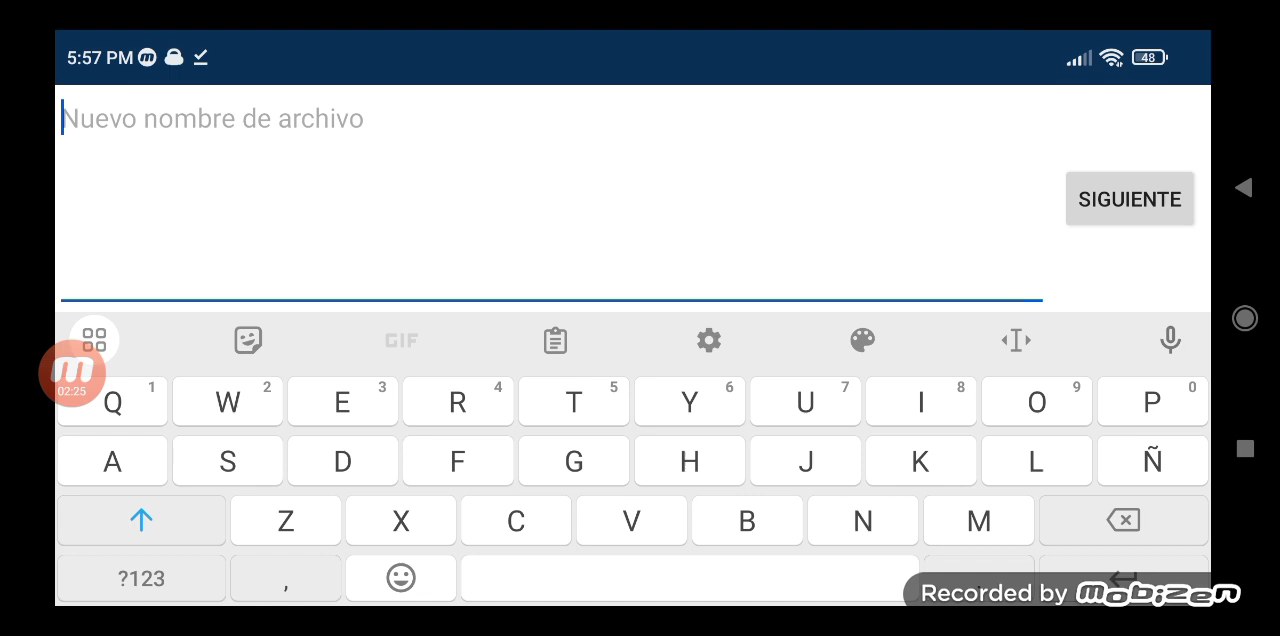 5:57 PM
48
Nuevo nombre de archivo
SIGUIENTE
GIF
m
02:25
Q 1 W 2 E 3 R 4 T 5 Y 6 U 7 I 8 O 9 P 0
A S D F G H J K L Ñ
Z X C V B N M
?123 ,
Recorded by mobizen